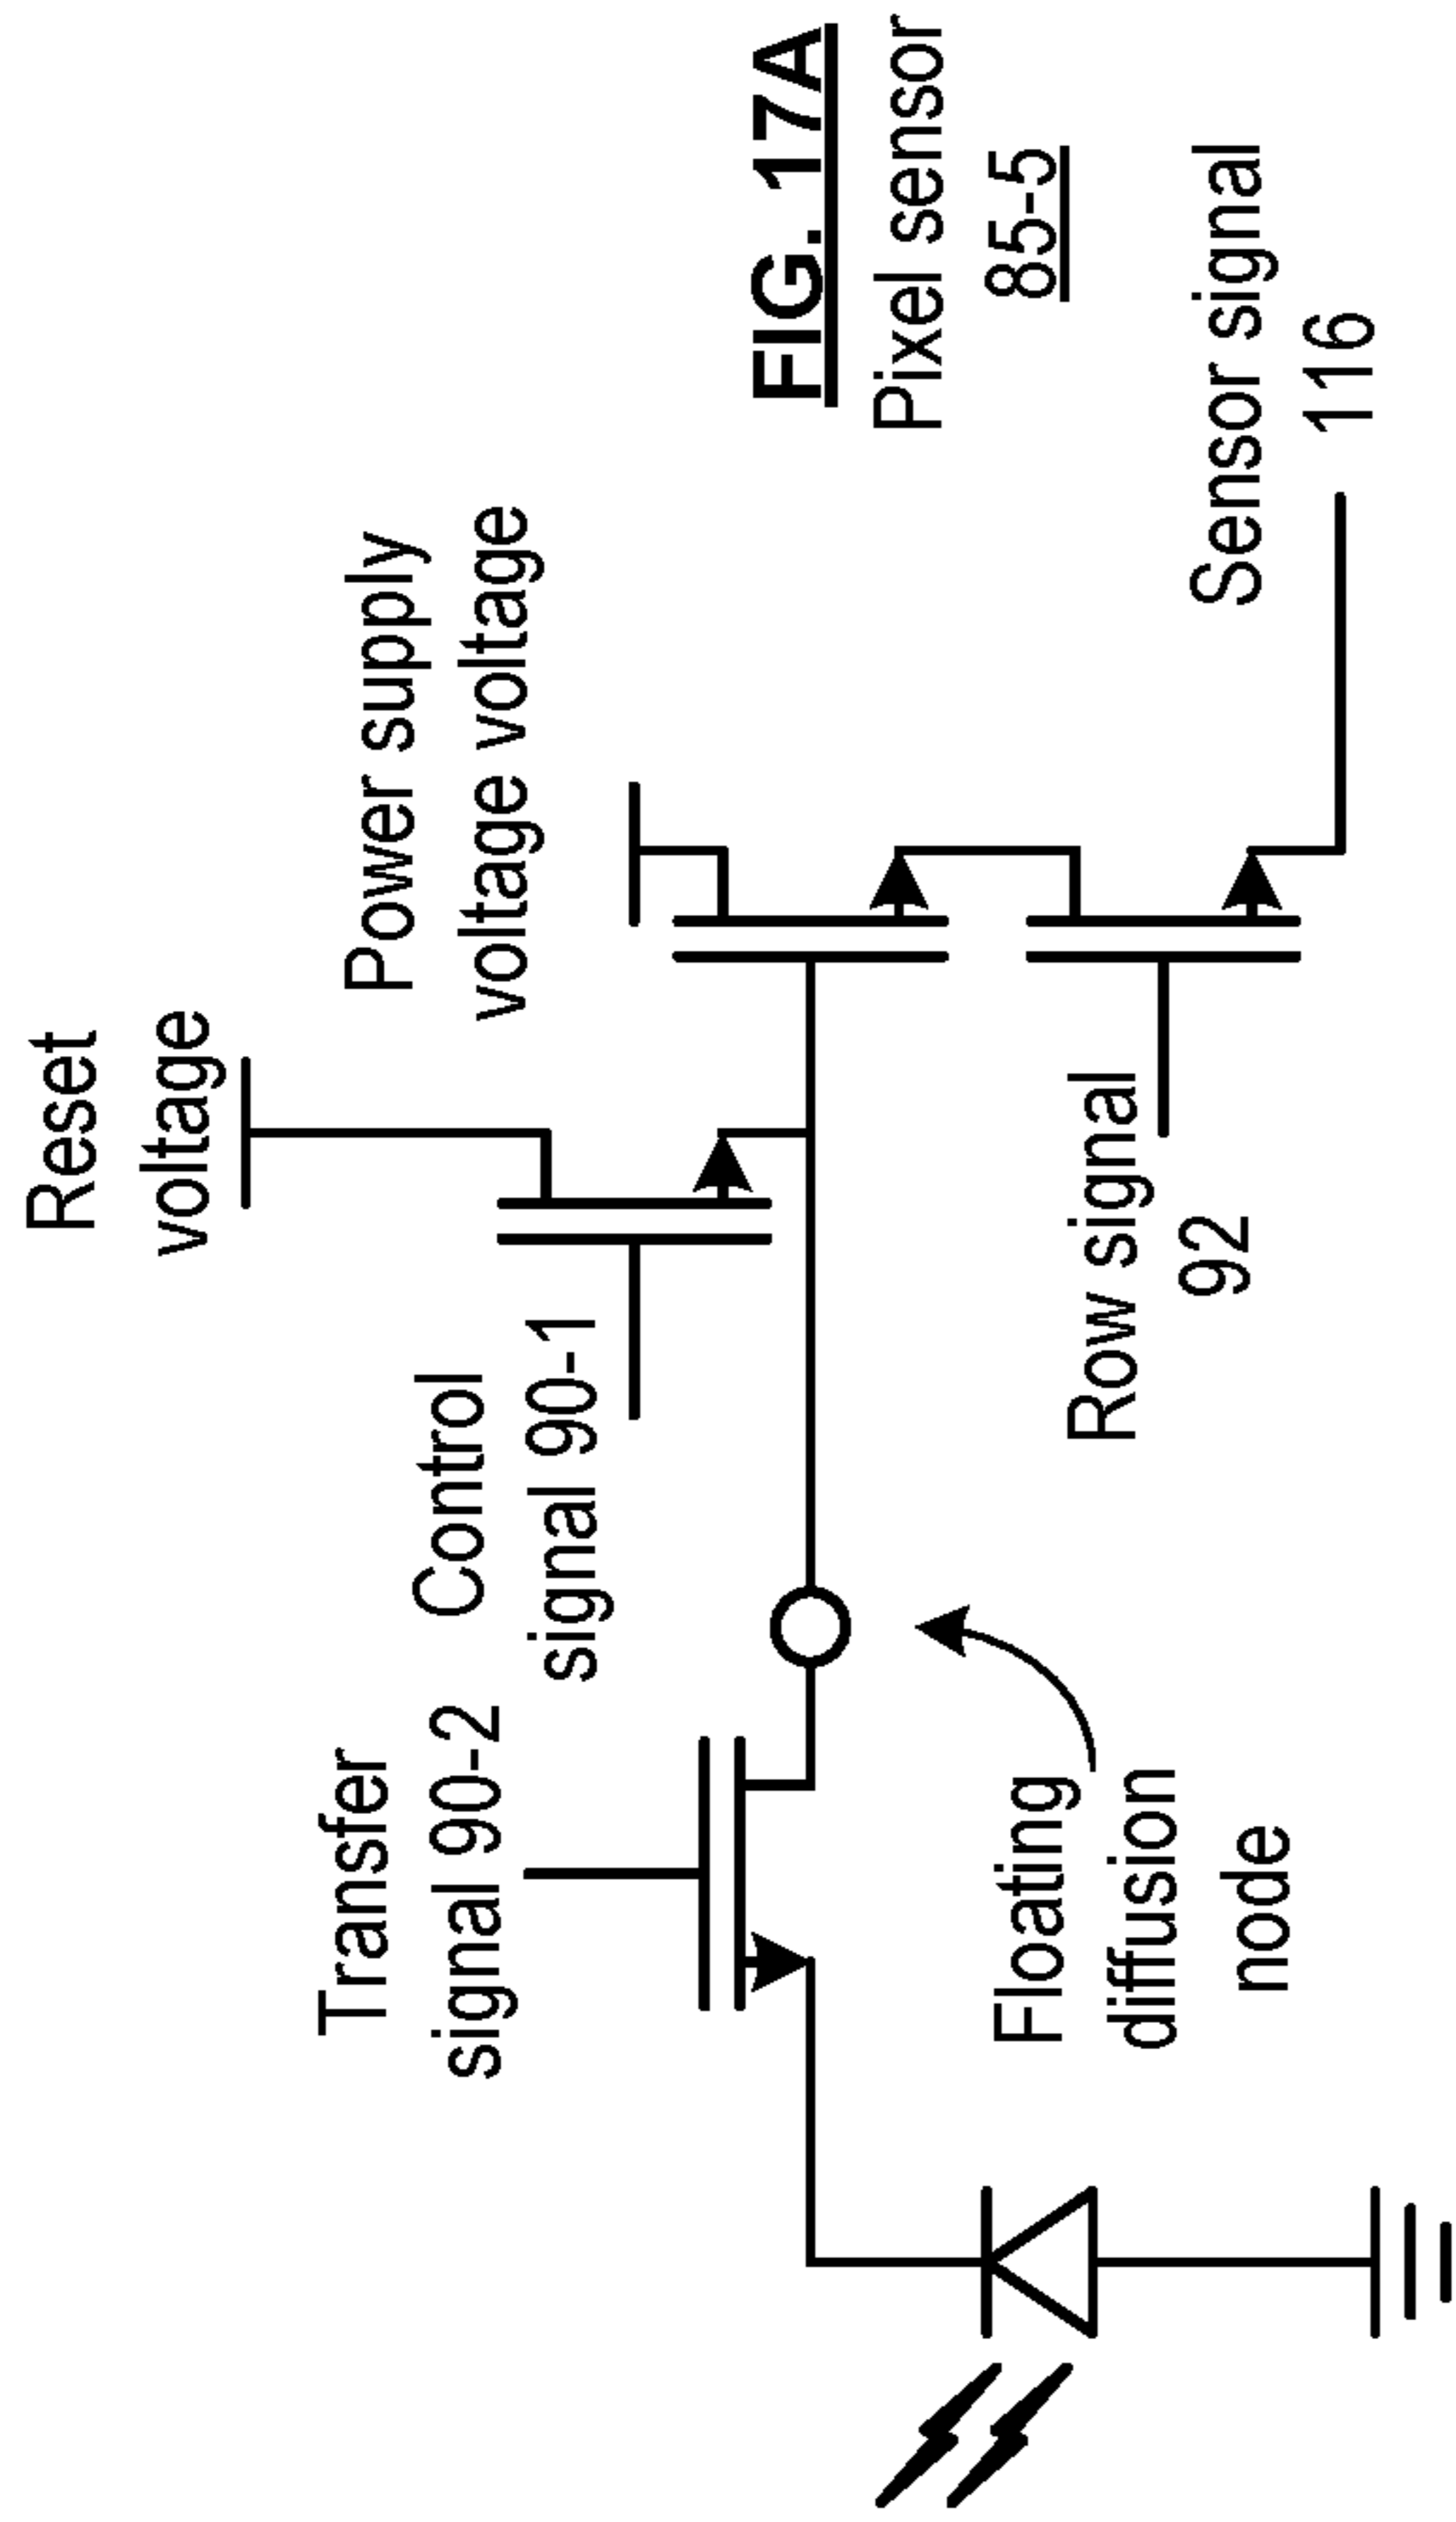 Reset
voltage
Power supply
voltage voltage
Transfer
signal 90-2
Control
signal 90-1
FIG. 17A
Pixel sensor
85-5
Floating
diffusion
node
Row signal
92
Sensor signal
116